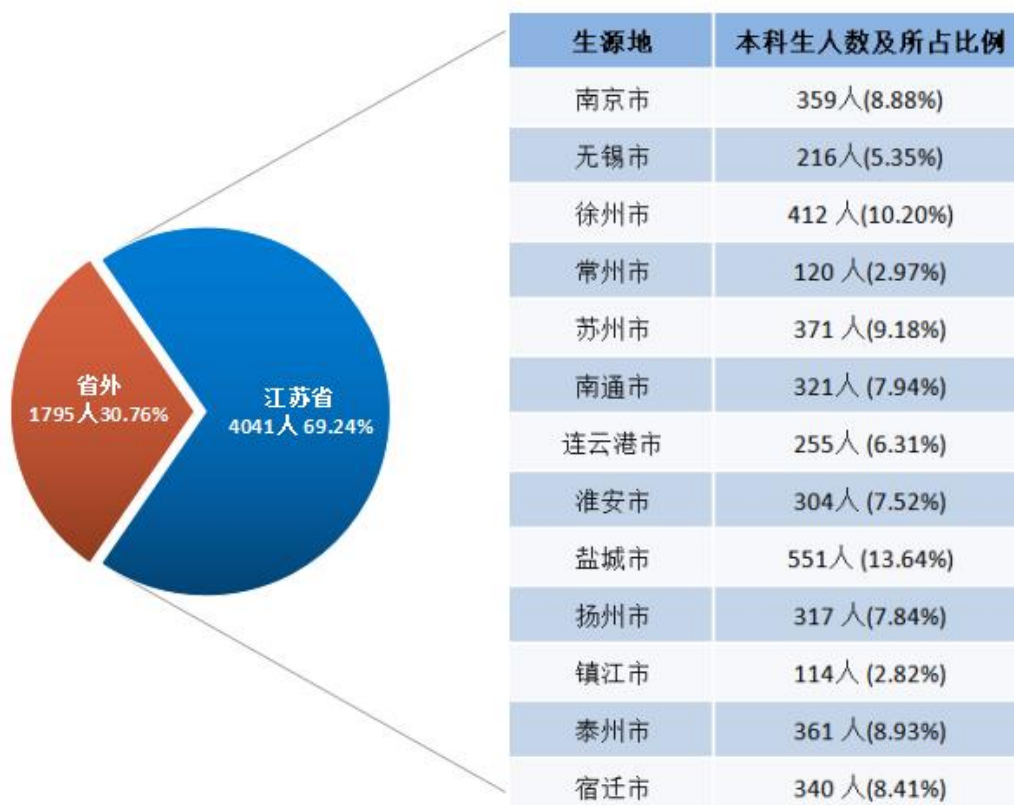 省外
1795人30.76%
江苏省
4041人 69.24%
生源地 本科生人数及所占比例
南京市 359人(8.88%)
无锡市 216人(5.35%)
徐州市 412 人(10.20%)
常州市 120 人(2.97%)
苏州市 371 人(9.18%)
南通市 321人(7.94%)
连云港市 255人(6.31%)
淮安市 304人 (7.52%)
盐城市 551人 (13.64%)
扬州市 317 人(7.84%)
镇江市 114人 (2.82%)
泰州市 361 人(8.93%)
宿迁市 340 人(8.41%)